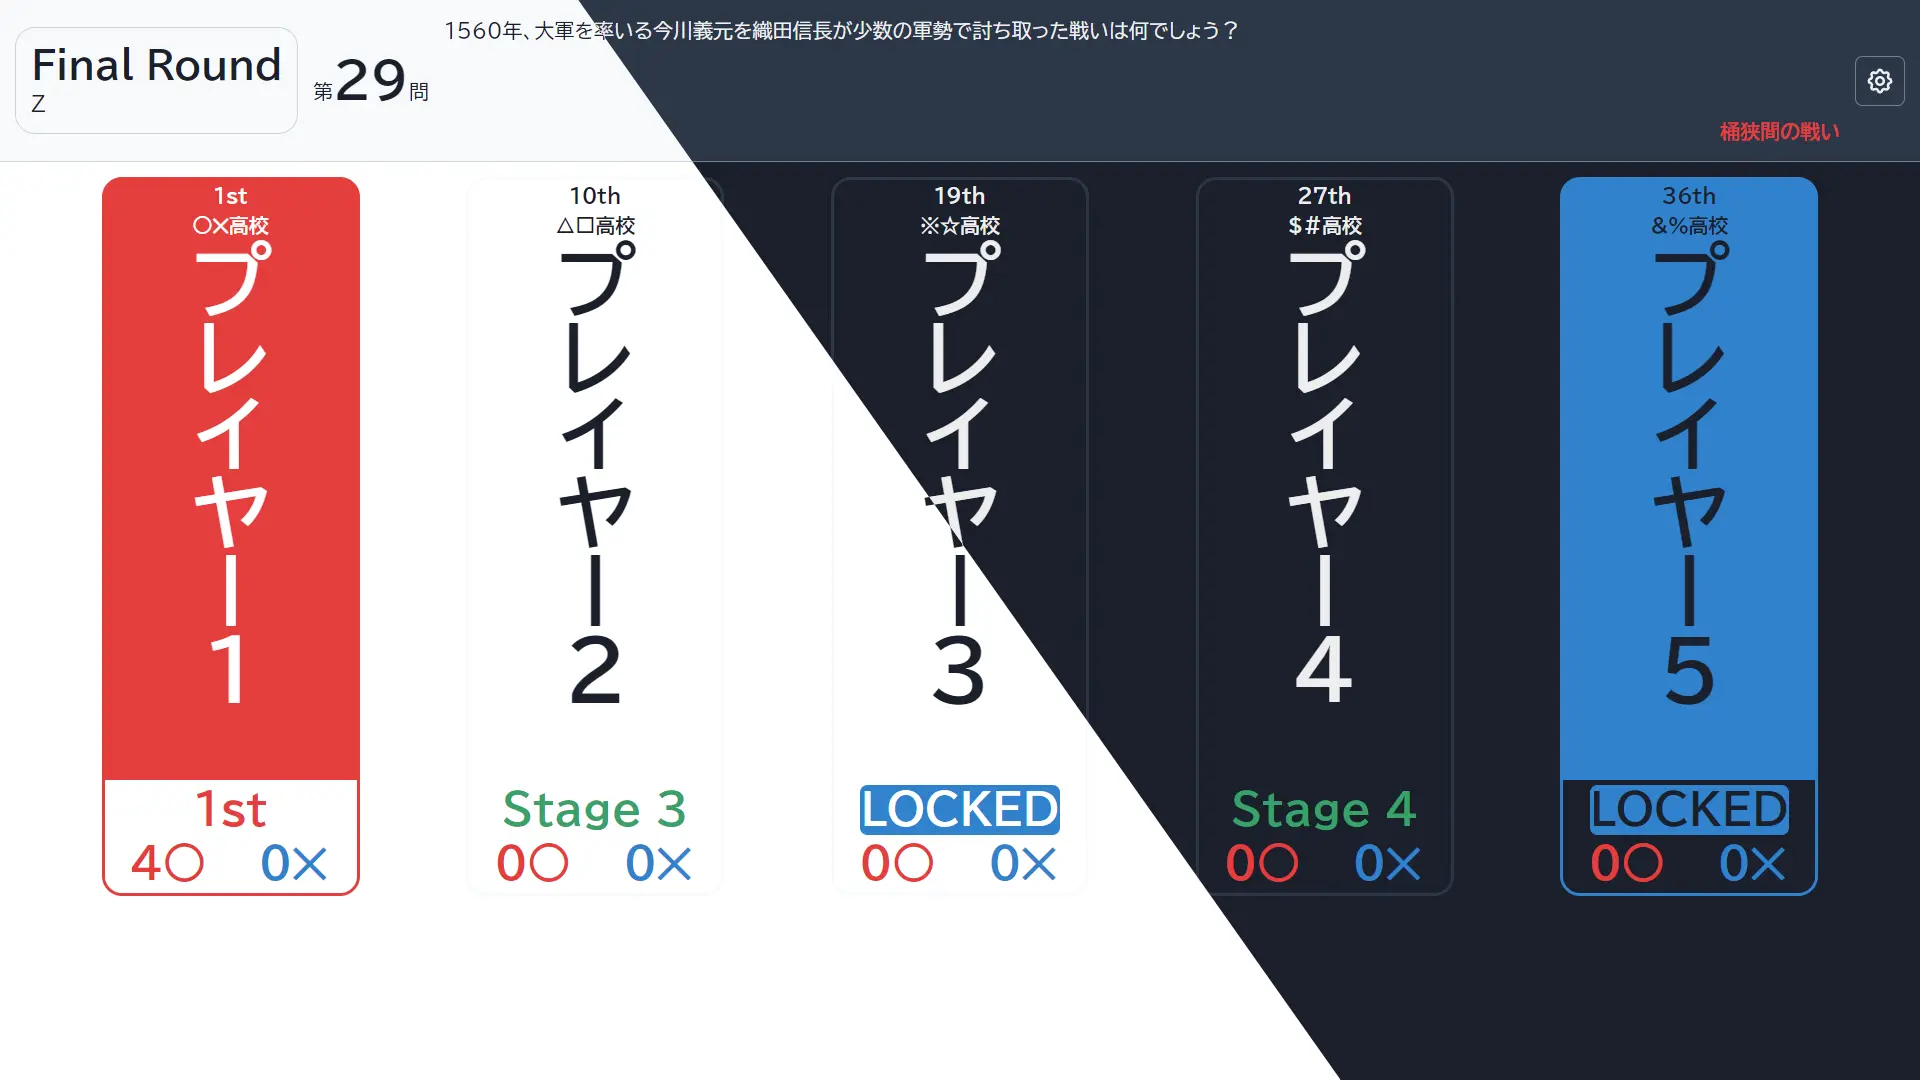 Final Round
Z
第29問
1560年、大軍を率いる今川義元を織田信長が少数の軍勢で討ち取った戦いは何でしょう？
桶狭間の戦い
1st
○×高校
プレイヤー1
1st
4○ 0×
10th
△□高校
プレイヤー2
Stage 3
0○ 0×
19th
※☆高校
プレイヤー3
LOCKED
0○ 0×
27th
$#高校
プレイヤー4
Stage 4
0○ 0×
36th
&%高校
プレイヤー5
LOCKED
0○ 0×